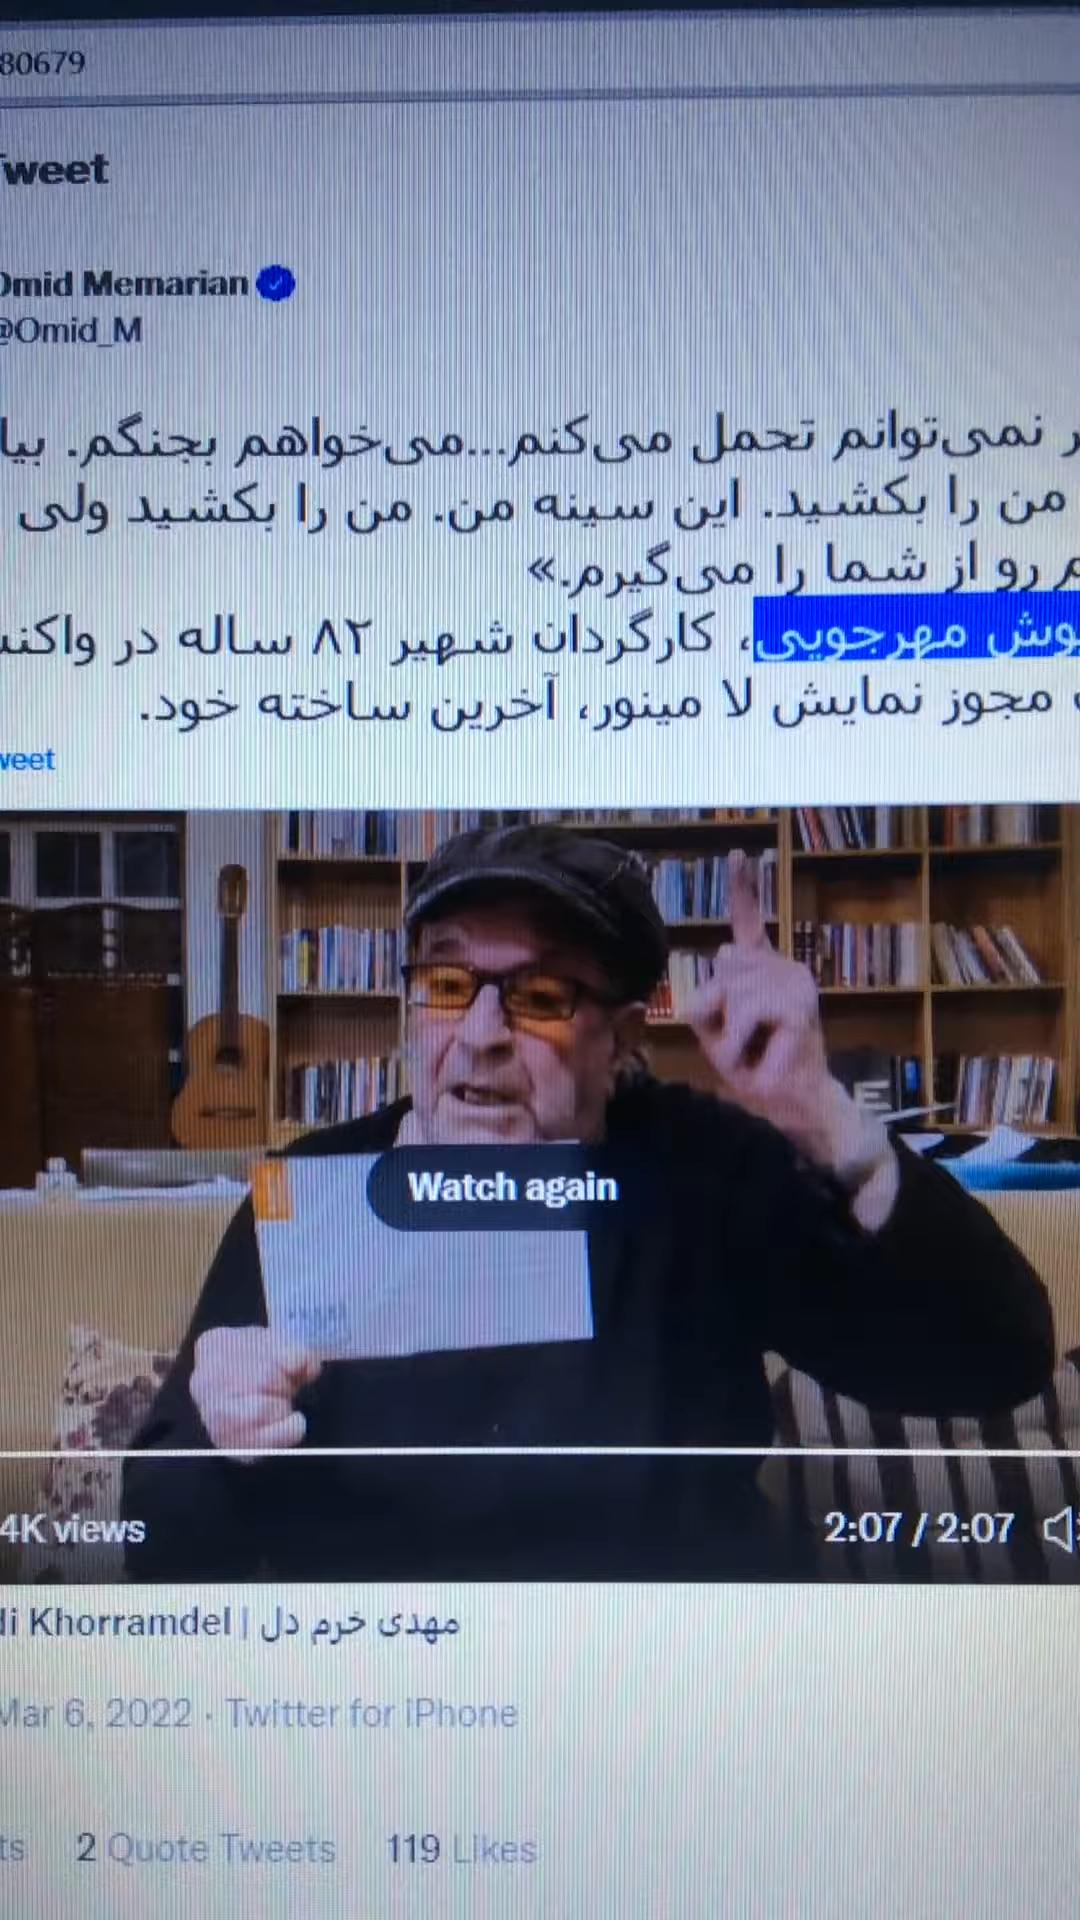 80679
Tweet
Omid Memarian
@Omid_M
نمی‌توانم تحمل می‌کنم...می‌خواهم بجنگم. بیا
من را بکشید. این سینه من. من را بکشید ولی
رو از شما را می‌گیرم.»
مهرجویی، کارگردان شهیر ۸۲ ساله در
مجوز نمایش لا مینور، آخرین ساخته خود.
weet
Watch again
4K views
2:07 / 2:07
di Khorramdel | مهدی خرم دل
Mar 6, 2022 · Twitter for iPhone
ts 2 Quote Tweets 119 Likes